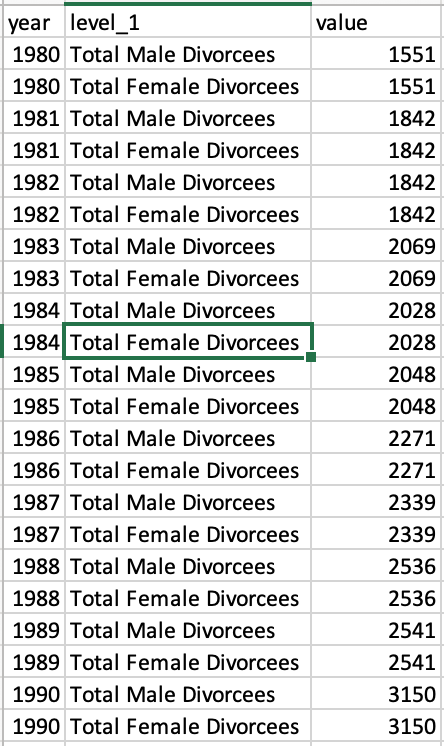 year level_1 value
1980 Total Male Divorcees 1551
1980 Total Female Divorcees 1551
1981 Total Male Divorcees 1842
1981 Total Female Divorcees 1842
1982 Total Male Divorcees 1842
1982 Total Female Divorcees 1842
1983 Total Male Divorcees 2069
1983 Total Female Divorcees 2069
1984 Total Male Divorcees 2028
1984 Total Female Divorcees 2028
1985 Total Male Divorcees 2048
1985 Total Female Divorcees 2048
1986 Total Male Divorcees 2271
1986 Total Female Divorcees 2271
1987 Total Male Divorcees 2339
1987 Total Female Divorcees 2339
1988 Total Male Divorcees 2536
1988 Total Female Divorcees 2536
1989 Total Male Divorcees 2541
1989 Total Female Divorcees 2541
1990 Total Male Divorcees 3150
1990 Total Female Divorcees 3150